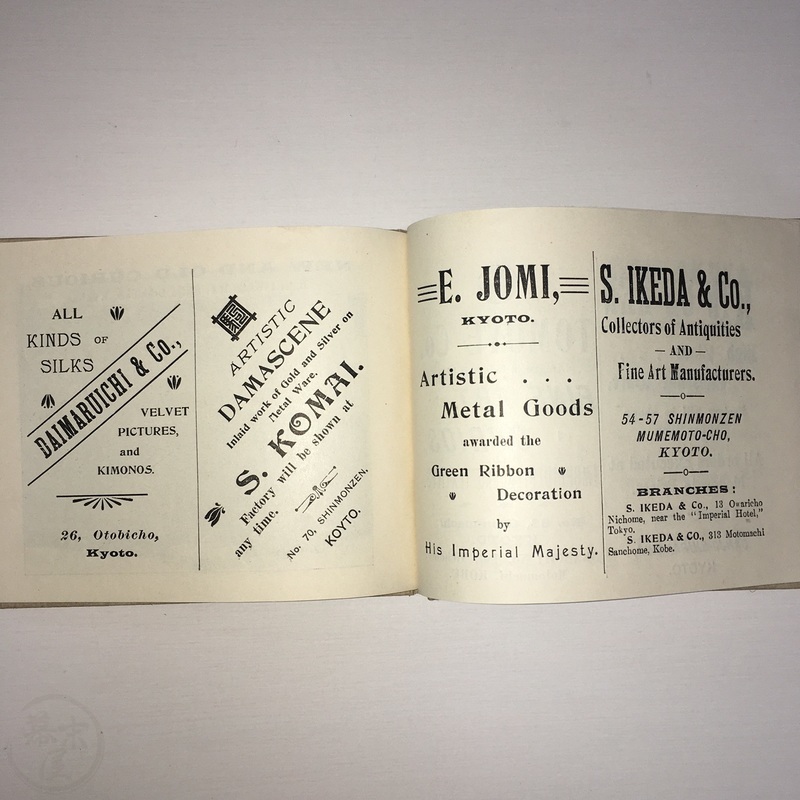 ALL
KINDS OF
SILKS
DAIMARUICHI & Co.,
VELVET
PICTURES,
and
KIMONOS.
26, Otobicho,
Kyoto.
ARTISTIC
DAMASCENE
Inlaid work of Gold and Silver on
Metal Ware.
S. KOMAI.
Factory will be shown at
any time.
No. 70, SHINMONZEN,
KOYTO.
E. JOMI,
KYOTO.
Artistic . . .
Metal Goods
awarded the
Green Ribbon
Decoration
by
His Imperial Majesty.
S. IKEDA & Co.,
Collectors of Antiquities
— AND —
Fine Art Manufacturers.
54-57 SHINMONZEN
MUMEMOTO-CHO,
KYOTO.
BRANCHES:
S. IKEDA & Co., 13 Owaricho
Nichome, near the "Imperial Hotel,"
Tokyo.
S. IKEDA & CO., 313 Motomachi
Sanchome, Kobe.